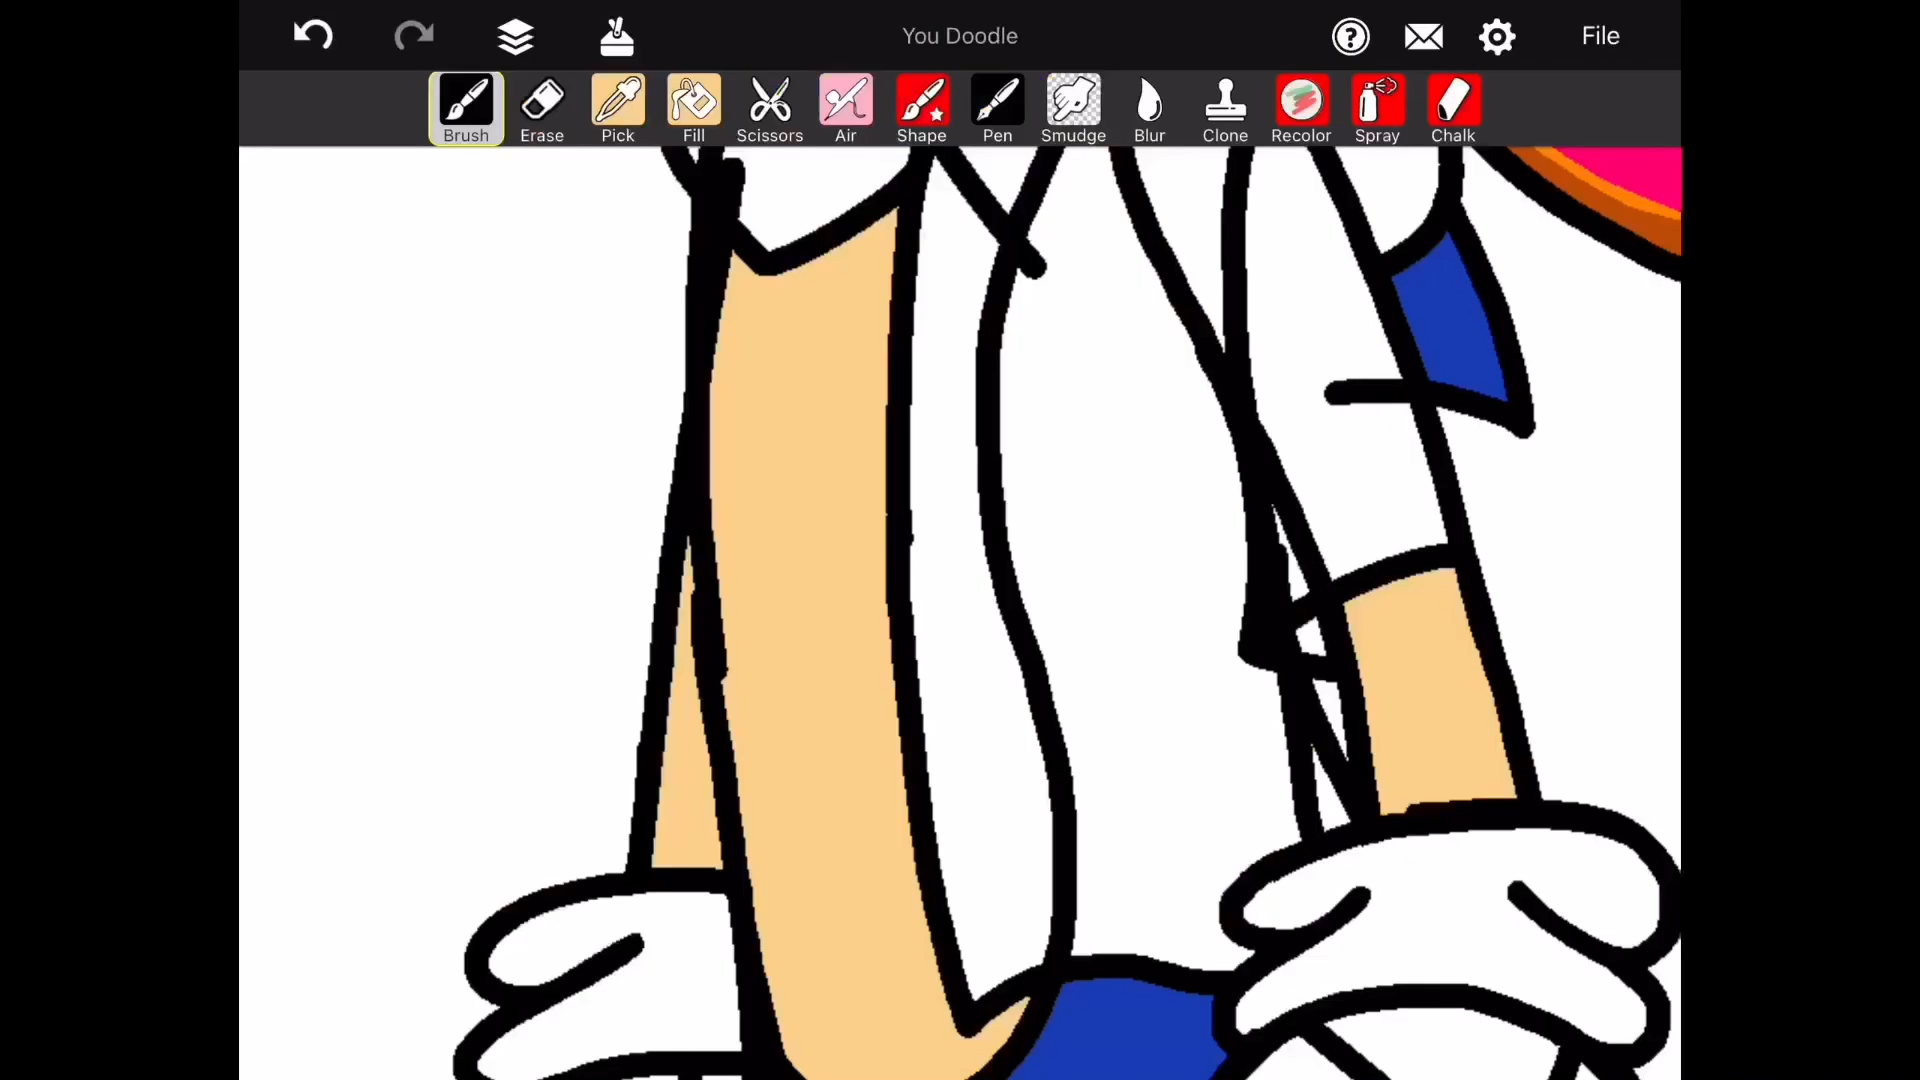 You Doodle
File
Brush
Erase
Pick
Fill
Scissors
Air
Shape
Pen
Smudge
Blur
Clone
Recolor
Spray
Chalk